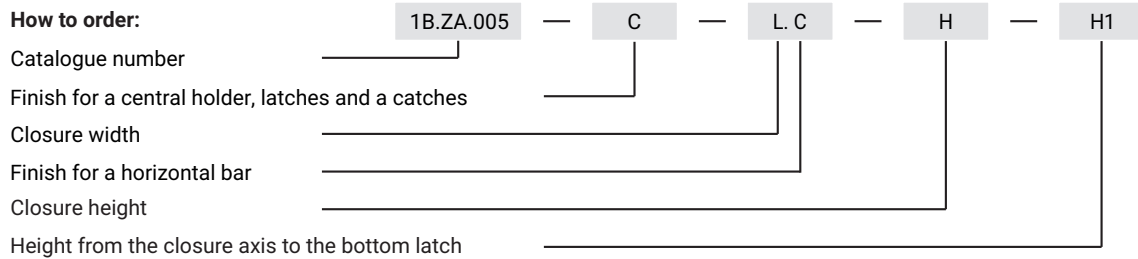 How to order: 1B.ZA.005 — C — L. C — H — H1
Catalogue number
Finish for a central holder, latches and a catches
Closure width
Finish for a horizontal bar
Closure height
Height from the closure axis to the bottom latch